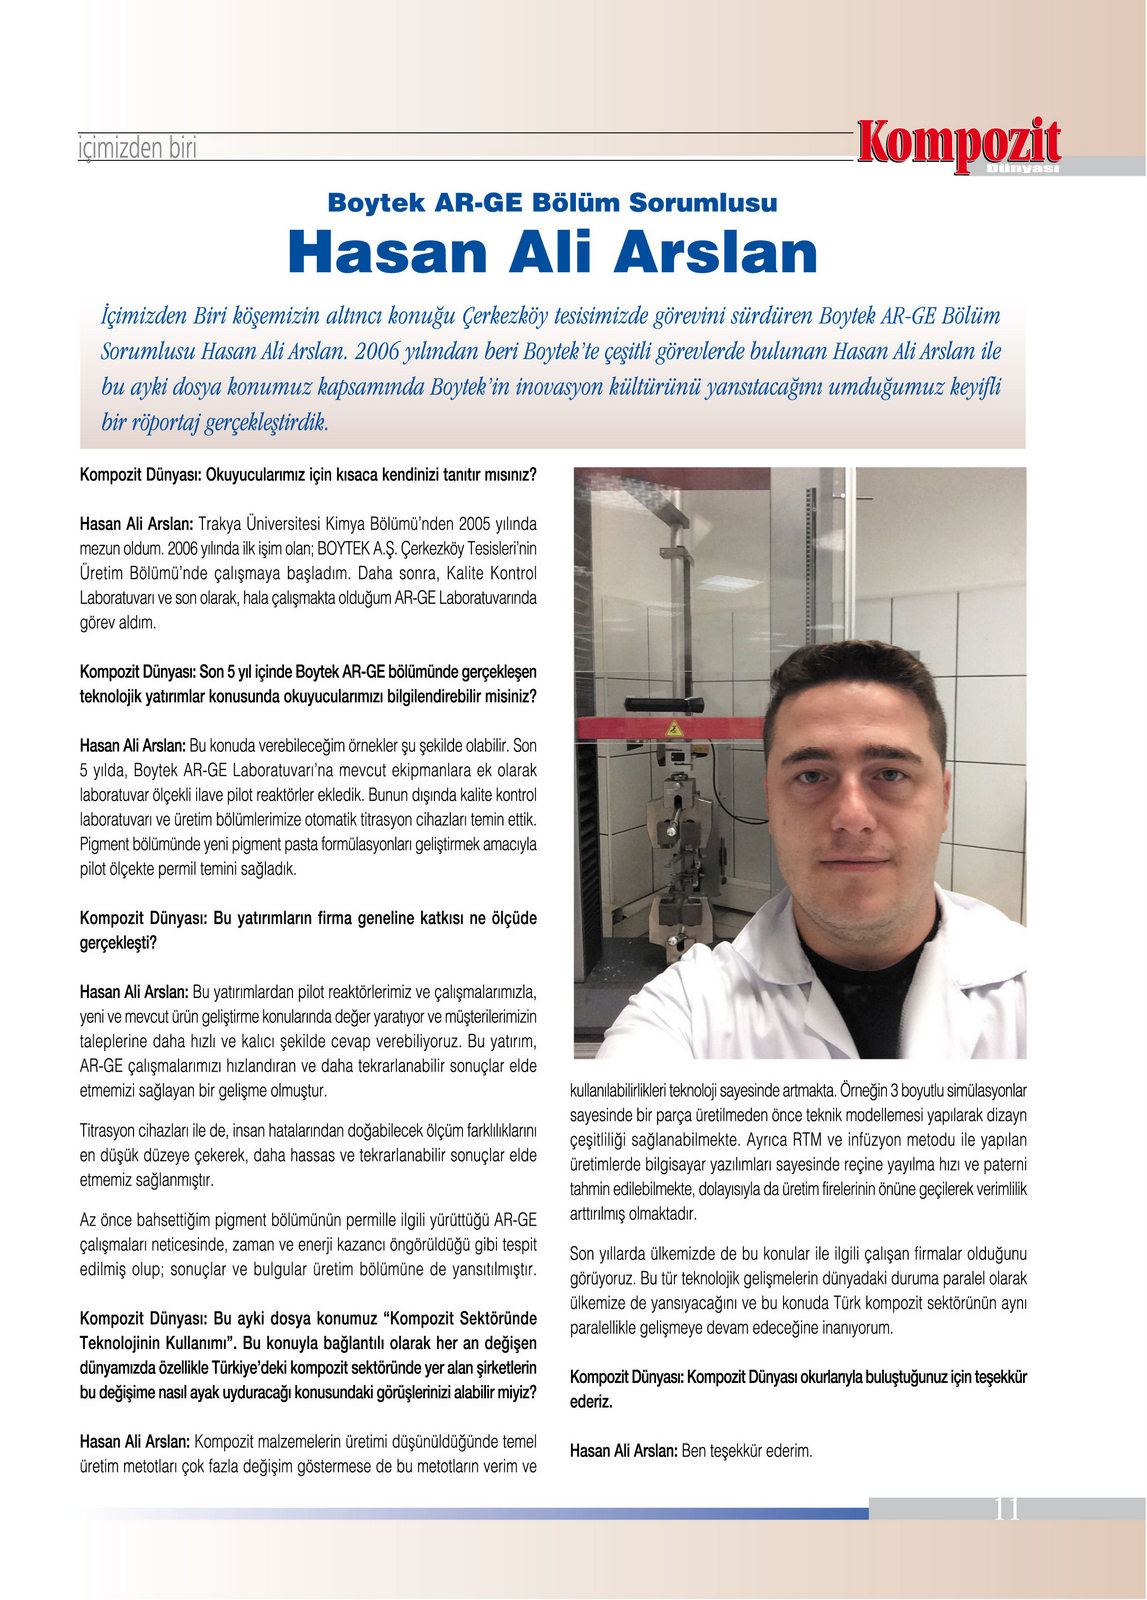 içimizden biri
Kompozit
Dünyası
Boytek AR-GE Bölüm Sorumlusu
Hasan Ali Arslan
İçimizden Biri köşemizin altıncı konuğu Çerkezköy tesisimizde görevini sürdüren Boytek AR-GE Bölüm
Sorumlusu Hasan Ali Arslan. 2006 yılından beri Boytek'te çeşitli görevlerde bulunan Hasan Ali Arslan ile
bu ayki dosya konumuz kapsamında Boytek'in inovasyon kültürünü yansıtacağını umduğumuz keyifli
bir röportaj gerçekleştirdik.
Kompozit Dünyası: Okuyucularımız için kısaca kendinizi tanıtır mısınız?
Hasan Ali Arslan: Trakya Üniversitesi Kimya Bölümü'nden 2005 yılında
mezun oldum. 2006 yılında ilk işim olan; BOYTEK A.Ş. Çerkezköy Tesisleri'nin
Üretim Bölümü'nde çalışmaya başladım. Daha sonra, Kalite Kontrol
Laboratuvarı ve son olarak, hala çalışmakta olduğum AR-GE Laboratuvarında
görev aldım.
Kompozit Dünyası: Son 5 yıl içinde Boytek AR-GE bölümünde gerçekleşen
teknolojik yatırımlar konusunda okuyucularımızı bilgilendirebilir misiniz?
Hasan Ali Arslan: Bu konuda verebileceğim örnekler şu şekilde olabilir. Son
5 yılda, Boytek AR-GE Laboratuvarı'na mevcut ekipmanlara ek olarak
laboratuvar ölçekli ilave pilot reaktörler ekledik. Bunun dışında kalite kontrol
laboratuvarı ve üretim bölümlerimize otomatik titrasyon cihazları temin ettik.
Pigment bölümünde yeni pigment pasta formülasyonları geliştirmek amacıyla
pilot ölçekte permil temini sağladık.
Kompozit Dünyası: Bu yatırımların firma geneline katkısı ne ölçüde
gerçekleşti?
Hasan Ali Arslan: Bu yatırımlardan pilot reaktörlerimiz ve çalışmalarımızla,
yeni ve mevcut ürün geliştirme konularında değer yaratıyor ve müşterilerimizin
taleplerine daha hızlı ve kalıcı şekilde cevap verebiliyoruz. Bu yatırım,
AR-GE çalışmalarımızı hızlandıran ve daha tekrarlanabilir sonuçlar elde
etmemizi sağlayan bir gelişme olmuştur.
Titrasyon cihazları ile de, insan hatalarından doğabilecek ölçüm farklılıklarını
en düşük düzeye çekerek, daha hassas ve tekrarlanabilir sonuçlar elde
etmemiz sağlanmıştır.
Az önce bahsettiğim pigment bölümünün permille ilgili yürüttüğü AR-GE
çalışmaları neticesinde, zaman ve enerji kazancı öngörüldüğü gibi tespit
edilmiş olup; sonuçlar ve bulgular üretim bölümüne de yansıtılmıştır.
Kompozit Dünyası: Bu ayki dosya konumuz “Kompozit Sektöründe
Teknolojinin Kullanımı”. Bu konuyla bağlantılı olarak her an değişen
dünyamızda özellikle Türkiye'deki kompozit sektöründe yer alan şirketlerin
bu değişime nasıl ayak uyduracağı konusundaki görüşlerinizi alabilir miyiz?
Hasan Ali Arslan: Kompozit malzemelerin üretimi düşünüldüğünde temel
üretim metotları çok fazla değişim göstermese de bu metotların verim ve
kullanılabilirlikleri teknoloji sayesinde artmakta. Örneğin 3 boyutlu simülasyonlar
sayesinde bir parça üretilmeden önce teknik modellemesi yapılarak dizayn
çeşitliliği sağlanabilmekte. Ayrıca RTM ve infüzyon metodu ile yapılan
üretimlerde bilgisayar yazılımları sayesinde reçine yayılma hızı ve paterni
tahmin edilebilmekte, dolayısıyla da üretim firelerinin önüne geçilerek verimlilik
arttırılmış olmaktadır.
Son yıllarda ülkemizde de bu konular ile ilgili çalışan firmalar olduğunu
görüyoruz. Bu tür teknolojik gelişmelerin dünyadaki duruma paralel olarak
ülkemize de yansıyacağını ve bu konuda Türk kompozit sektörünün aynı
paralellikle gelişmeye devam edeceğine inanıyorum.
Kompozit Dünyası: Kompozit Dünyası okurlarıyla buluştuğunuz için teşekkür
ederiz.
Hasan Ali Arslan: Ben teşekkür ederim.
11